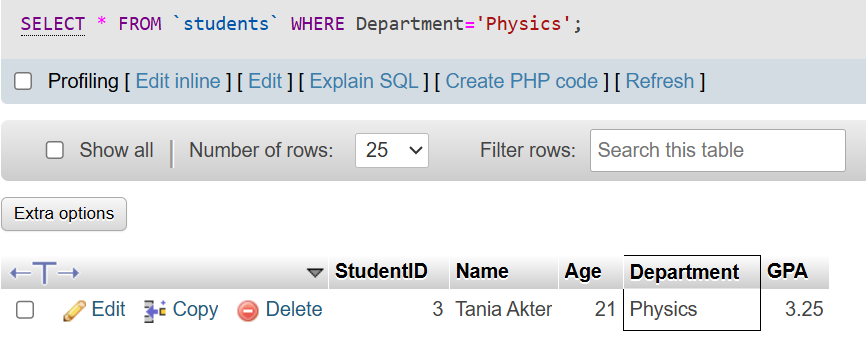 SELECT * FROM `students` WHERE Department='Physics';
Profiling [ Edit inline ] [ Edit ] [ Explain SQL ] [ Create PHP code ] [ Refresh ]
Show all Number of rows: 25 Filter rows: Search this table
Extra options
StudentID Name Age Department GPA
Edit Copy Delete 3 Tania Akter 21 Physics 3.25